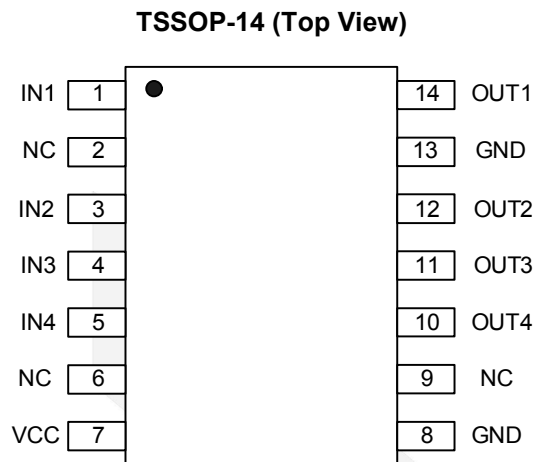 TSSOP-14 (Top View)
IN1 1 14 OUT1
NC 2 13 GND
IN2 3 12 OUT2
IN3 4 11 OUT3
IN4 5 10 OUT4
NC 6 9 NC
VCC 7 8 GND